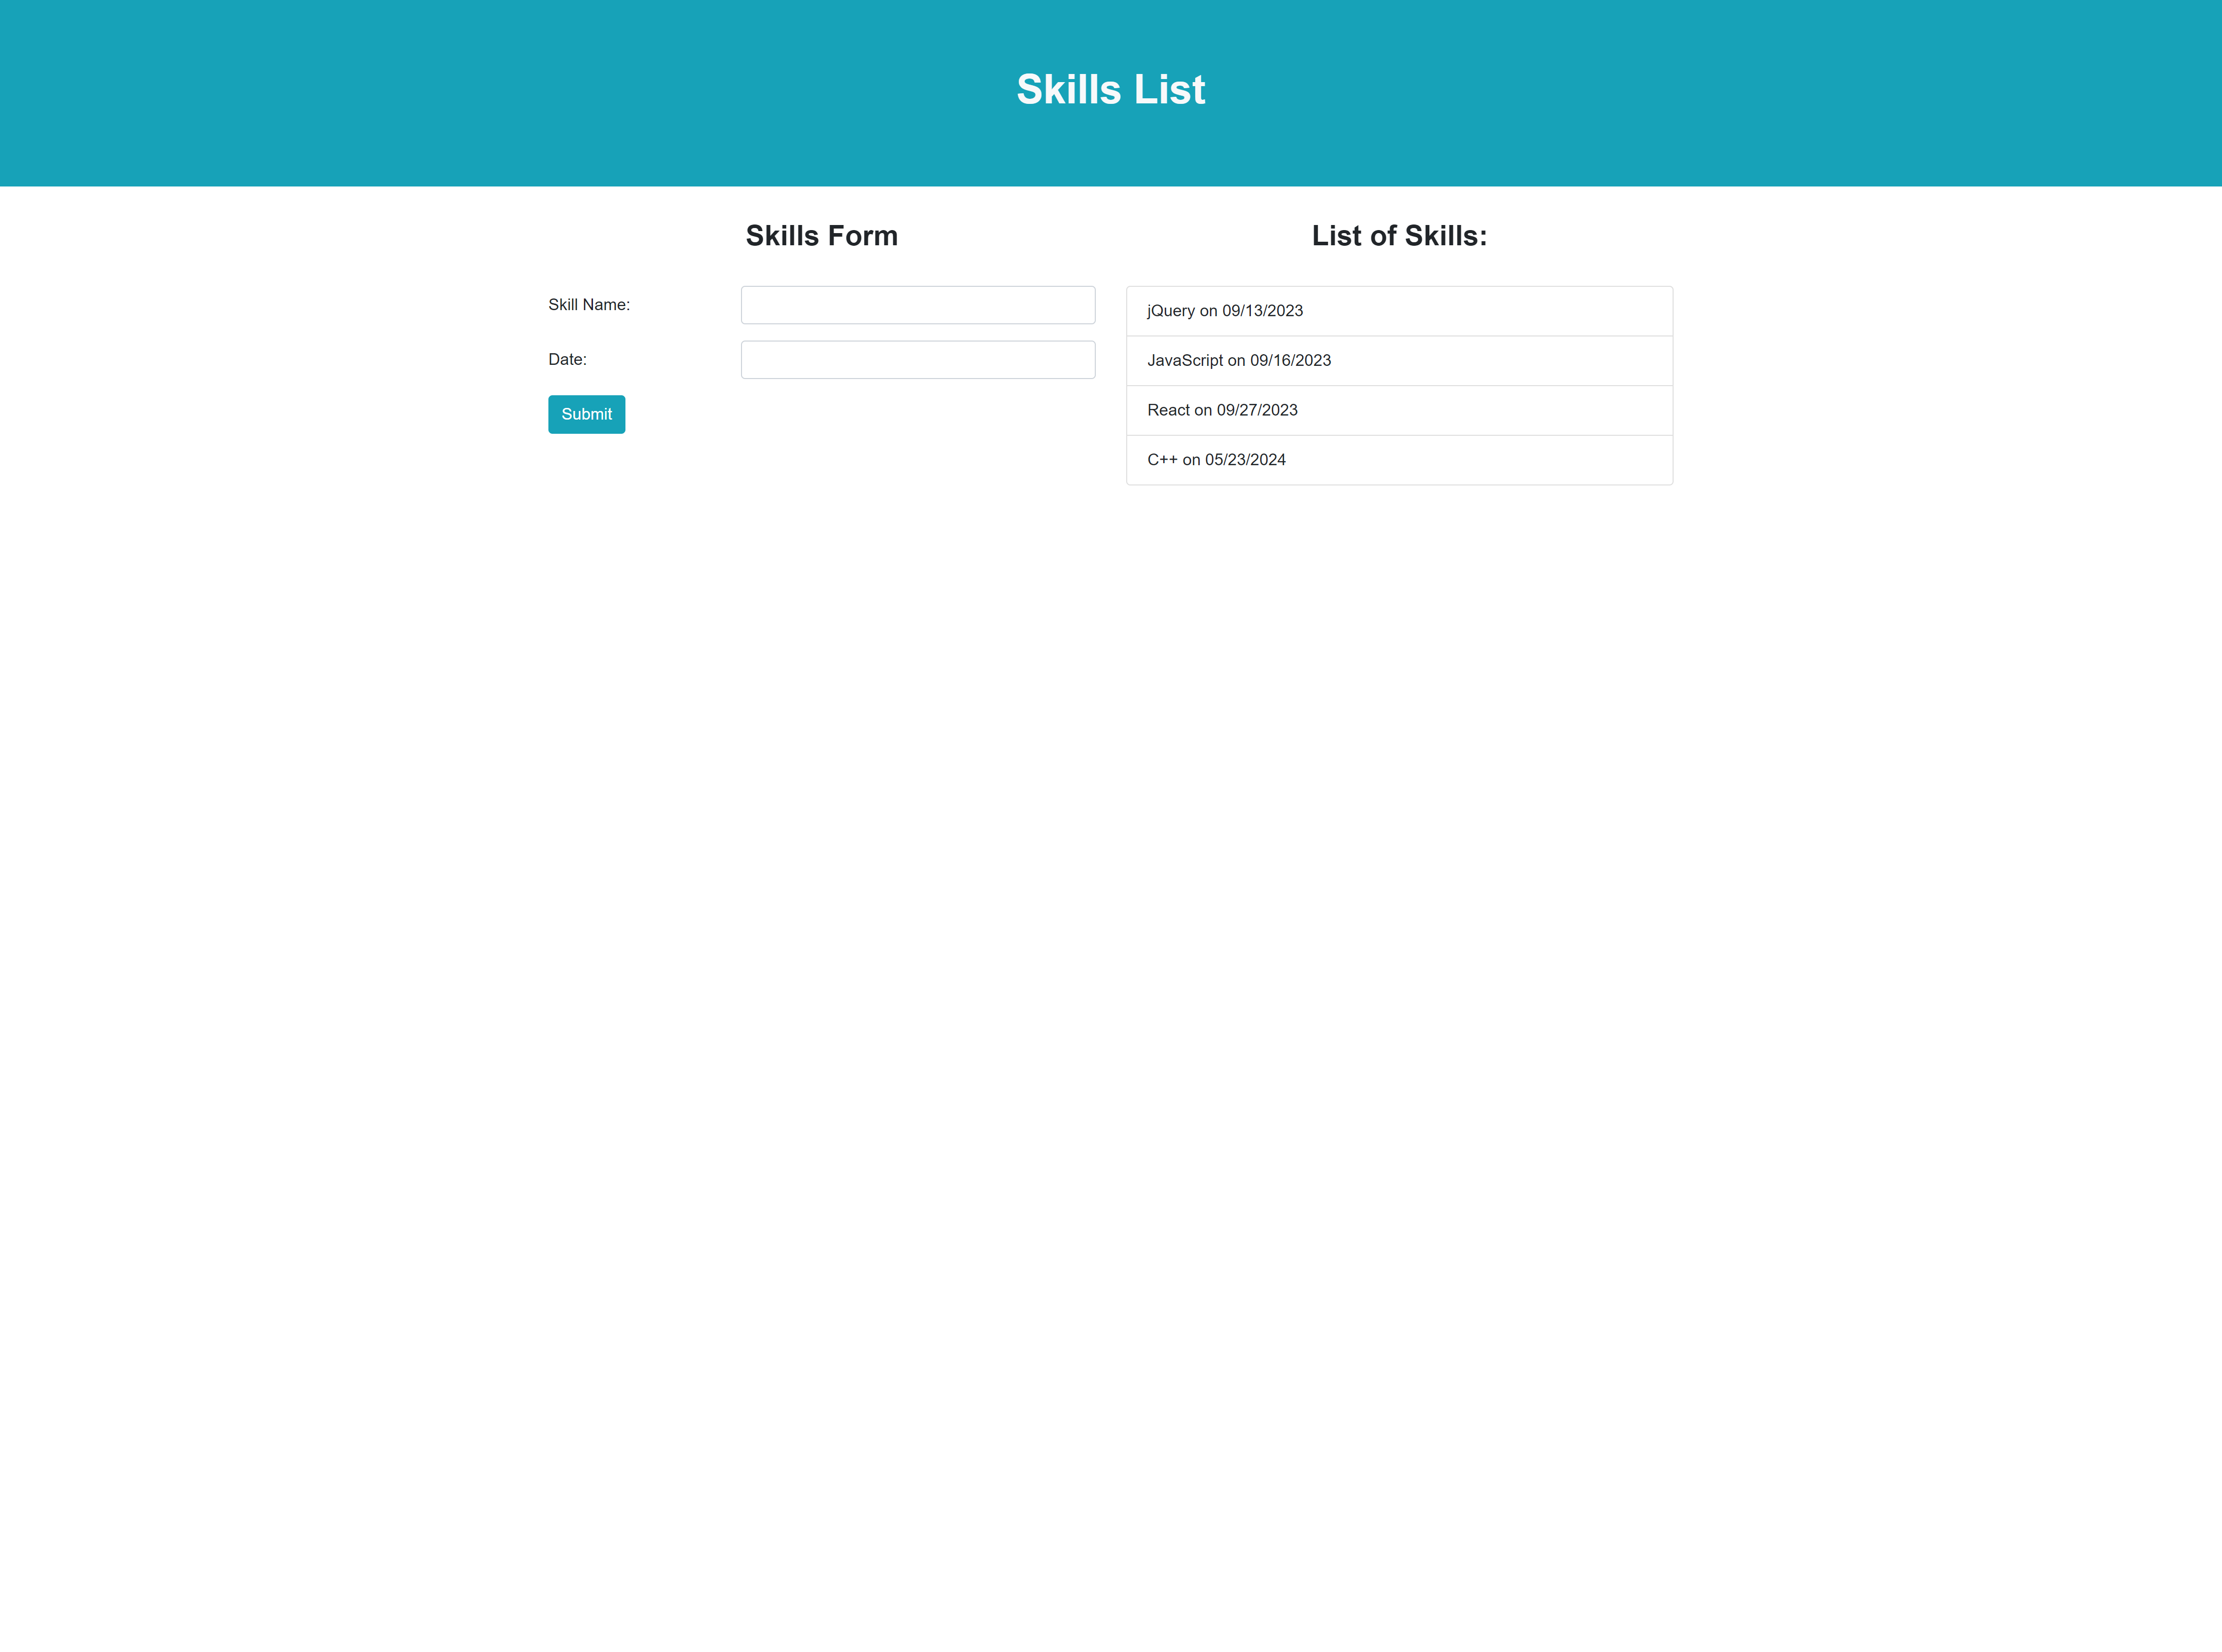 Skills List
Skills Form
Skill Name:
Date:
Submit
List of Skills:
jQuery on 09/13/2023
JavaScript on 09/16/2023
React on 09/27/2023
C++ on 05/23/2024